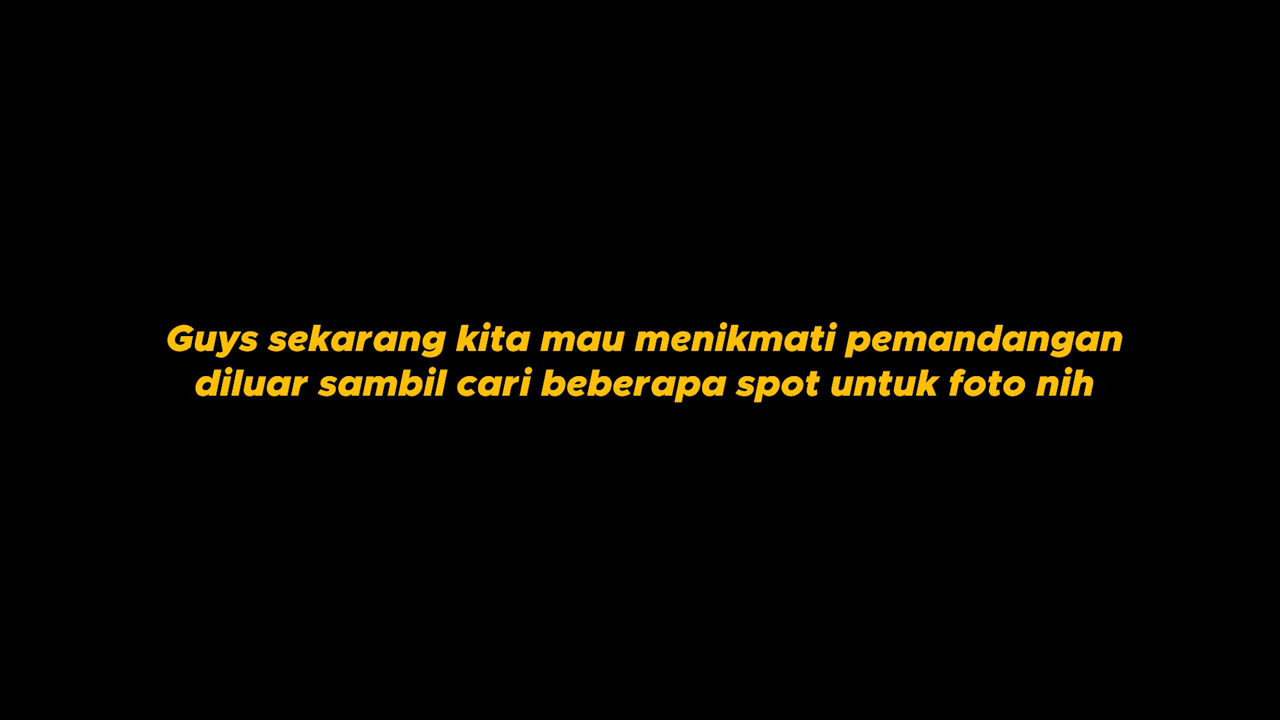 Guys sekarang kita mau menikmati pemandangan
diluar sambil cari beberapa spot untuk foto nih